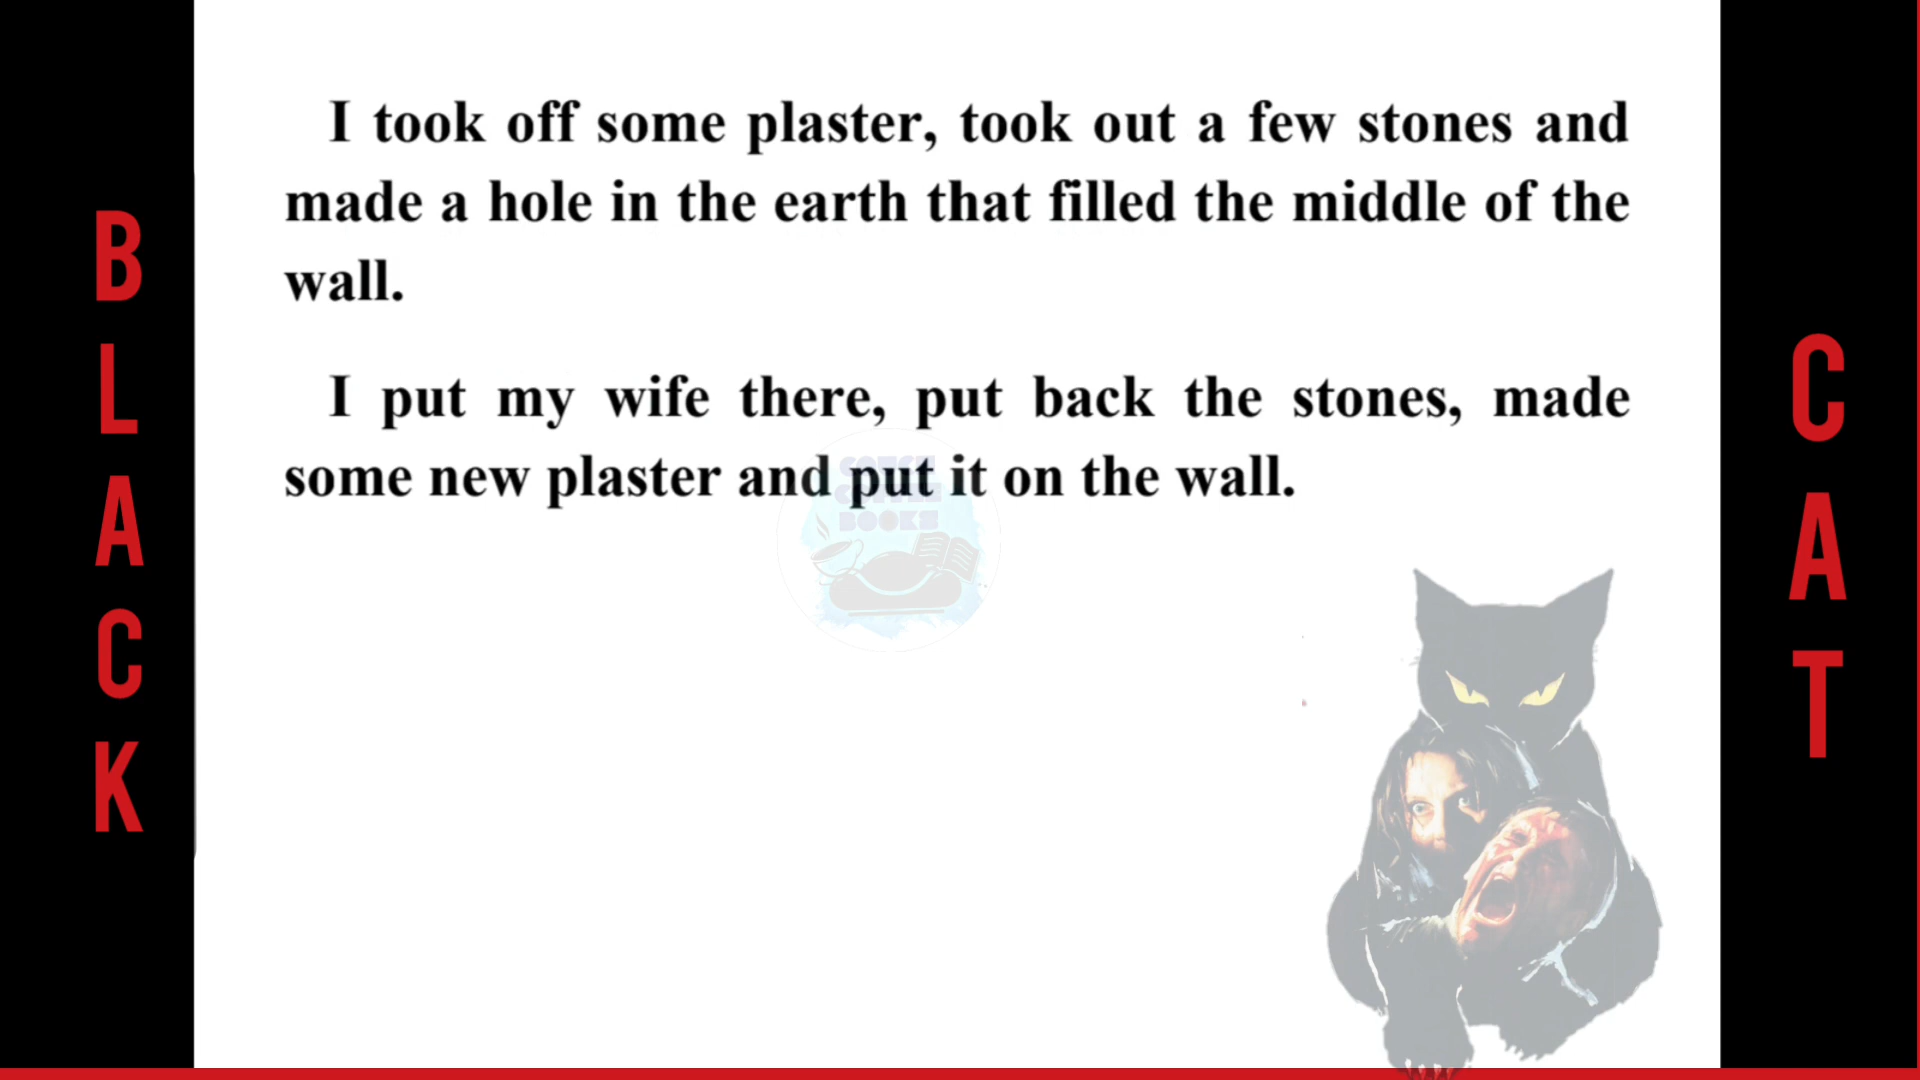 B
L
A
C
K
I took off some plaster, took out a few stones and
made a hole in the earth that filled the middle of the
wall.
I put my wife there, put back the stones, made
some new plaster and put it on the wall.
COFFEE
BOOKS
C
A
T